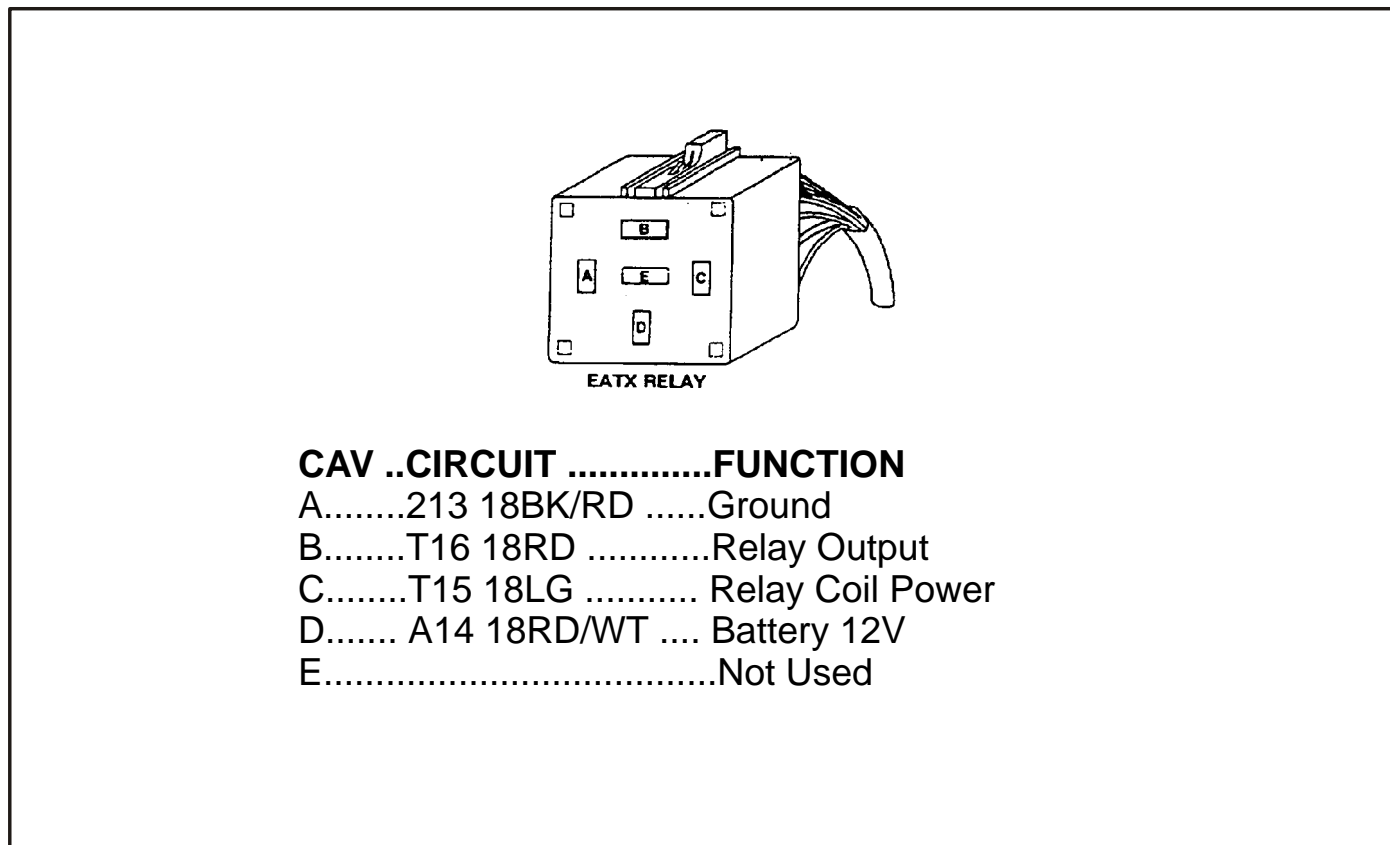 B
A E C
D
EATX RELAY
CAV ..CIRCUIT ..............FUNCTION
A........213 18BK/RD ......Ground
B........T16 18RD ............Relay Output
C........T15 18LG ........... Relay Coil Power
D....... A14 18RD/WT .... Battery 12V
E......................................Not Used